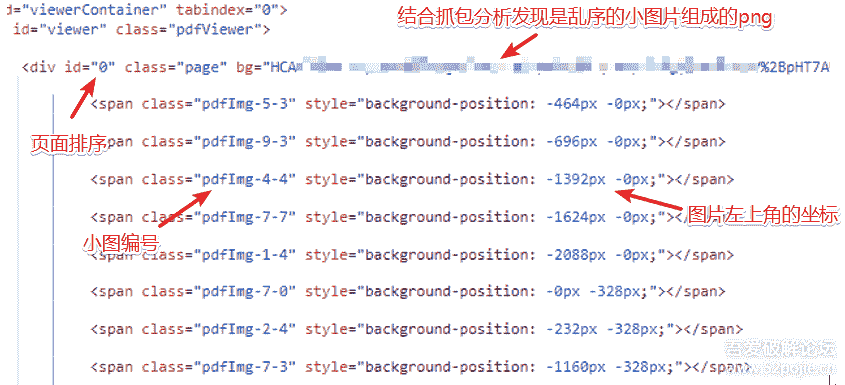 结合抓包分析发现是乱序的小图片组成的png
="viewerContainer" tabindex="0">
id="viewer" class="pdfViewer">
<div id="0" class="page" bg="HCA %2BpHT7A
<span class="pdfImg-5-3" style="background-position: -464px -0px;"></span>
页面排序
<span class="pdfImg-9-3" style="background-position: -696px -0px;"></span>
<span class="pdfImg-4-4" style="background-position: -1392px -0px;"></span>
<span class="pdfImg-7-7" style="background-position: -1624px -0px;"></span>
图片左上角的坐标
小图编号
<span class="pdfImg-1-4" style="background-position: -2088px -0px;"></span>
<span class="pdfImg-7-0" style="background-position: -0px -328px;"></span>
<span class="pdfImg-2-4" style="background-position: -232px -328px;"></span>
<span class="pdfImg-7-3" style="background-position: -1160px -328px;"></span>
吾爱破解论坛
www.52pojie.cn